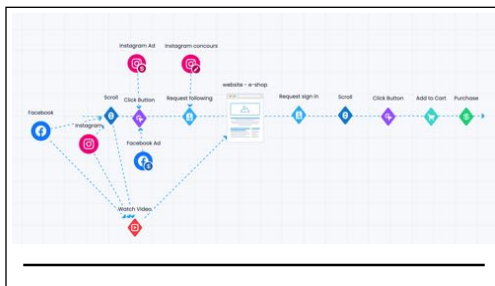 Instagram Ad
Instagram concours
website - e-shop
Scroll
Click Button
Request following
Request sign in
Scroll
Click Button
Add to Cart
Purchase
Facebook
Instagram
Facebook Ad
Watch Video